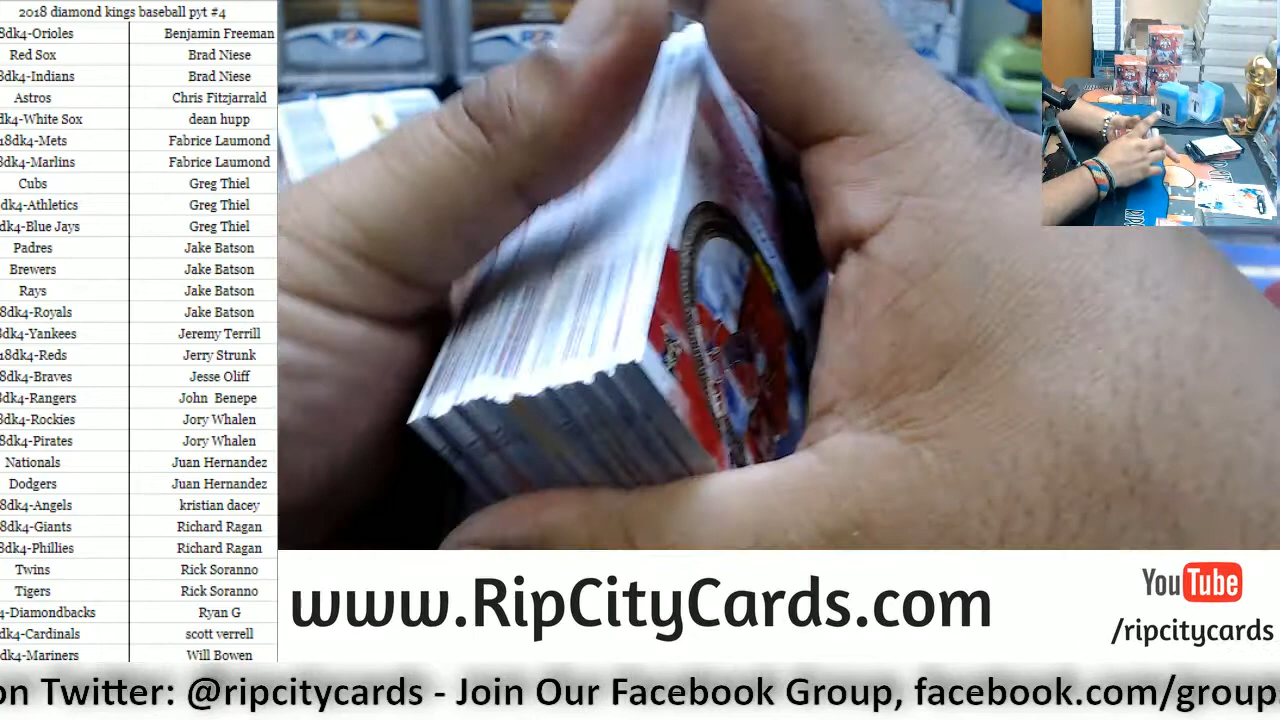 2018 diamond kings baseball pyt #4
8dk4-Orioles Benjamin Freeman
Red Sox Brad Niese
8dk4-Indians Brad Niese
Astros Chris Fitzjarrald
dk4-White Sox dean hupp
18dk4-Mets Fabrice Laumond
8dk4-Marlins Fabrice Laumond
Cubs Greg Thiel
dk4-Athletics Greg Thiel
dk4-Blue Jays Greg Thiel
Padres Jake Batson
Brewers Jake Batson
Rays Jake Batson
8dk4-Royals Jake Batson
8dk4-Yankees Jeremy Terrill
18dk4-Reds Jerry Strunk
8dk4-Braves Jesse Oliff
8dk4-Rangers John Benepe
8dk4-Rockies Jory Whalen
8dk4-Pirates Jory Whalen
Nationals Juan Hernandez
Dodgers Juan Hernandez
8dk4-Angels kristian dacey
8dk4-Giants Richard Ragan
8dk4-Phillies Richard Ragan
Twins Rick Soranno
Tigers Rick Soranno
4-Diamondbacks Ryan G
dk4-Cardinals scott verrell
dk4-Mariners Will Bowen
www.RipCityCards.com
YouTube
/ripcitycards
on Twitter: @ripcitycards - Join Our Facebook Group, facebook.com/group